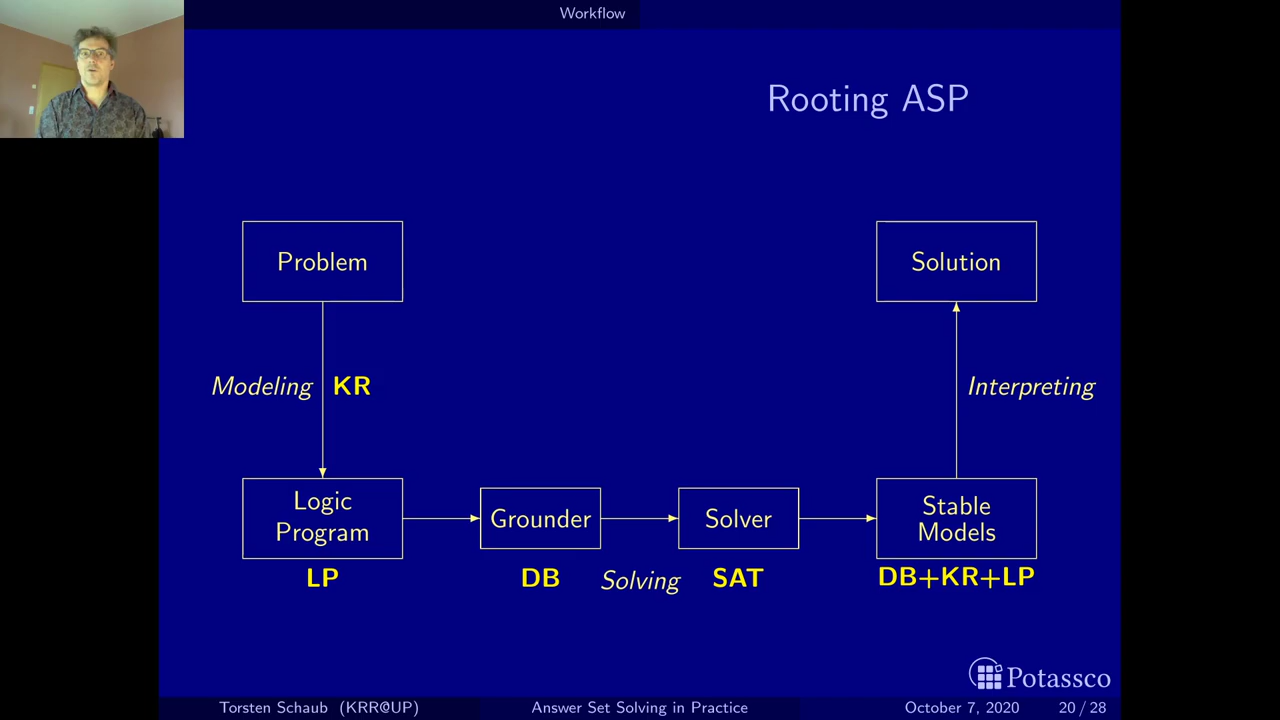 Workflow
Rooting ASP
Problem
Solution
Modeling KR
Interpreting
Logic
Program
Grounder
Solver
Stable
Models
LP
DB
Solving
SAT
DB+KR+LP
Potassco
Torsten Schaub (KRR@UP)
Answer Set Solving in Practice
October 7, 2020
20 / 28